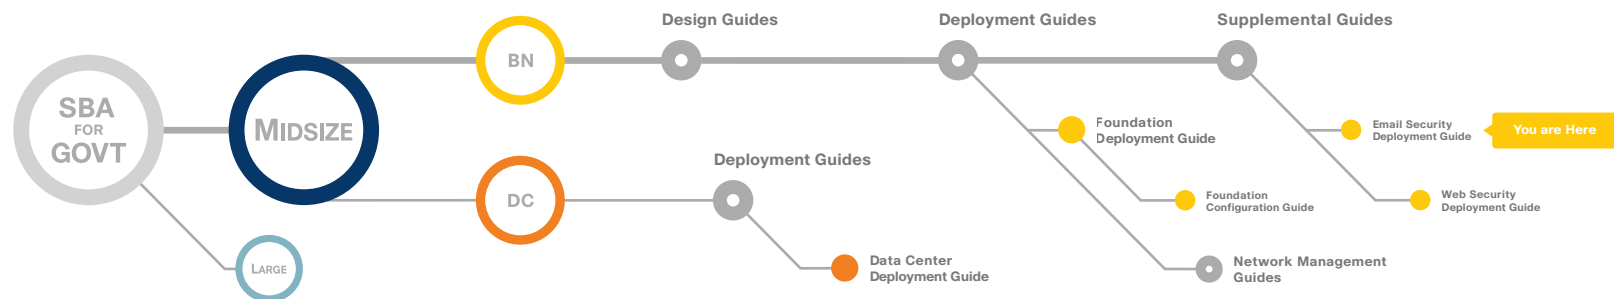 SBA
FOR
GOVT
MIDSIZE
LARGE
BN
DC
Design Guides
Deployment Guides
Supplemental Guides
Foundation
Deployment Guide
Foundation
Configuration Guide
Network Management
Guides
Email Security
Deployment Guide
You are Here
Web Security
Deployment Guide
Deployment Guides
Data Center
Deployment Guide